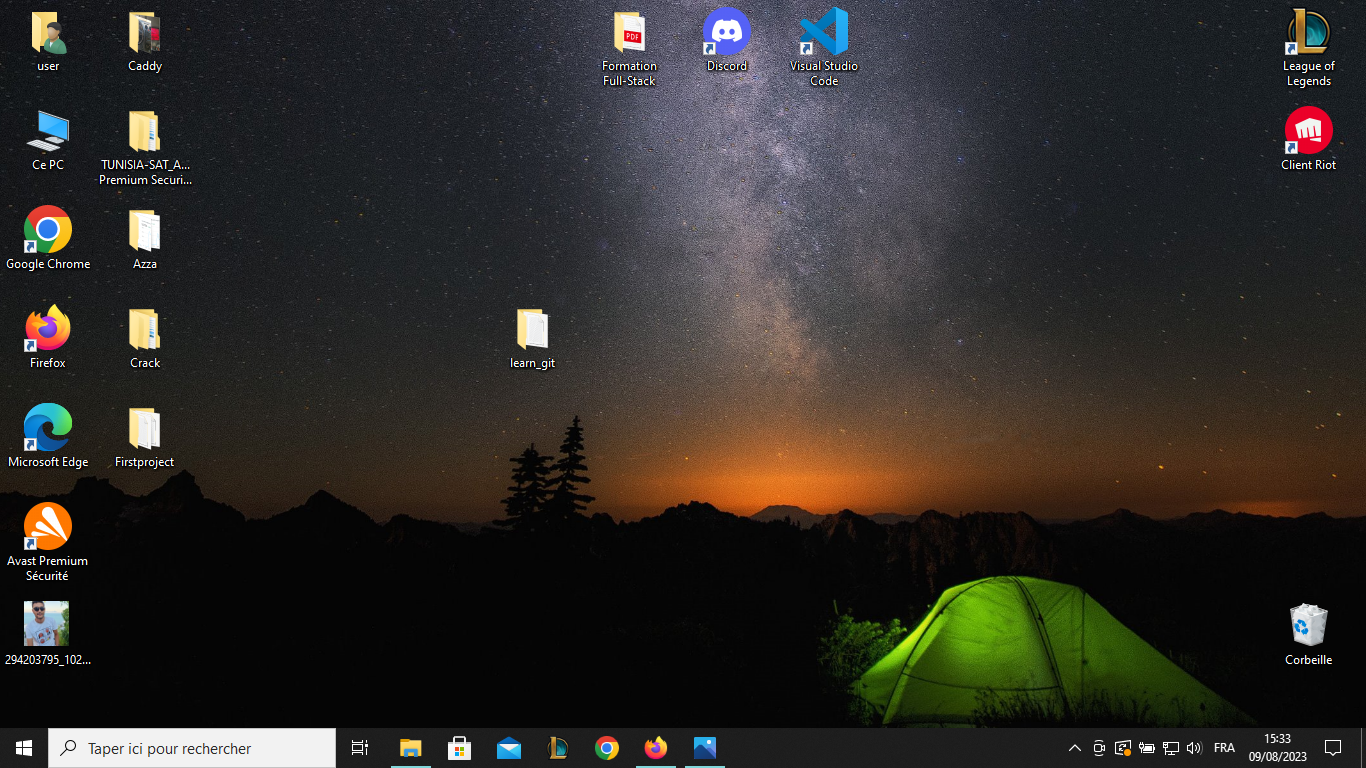 user
Caddy
Formation
Full-Stack
Discord
Visual Studio
Code
League of
Legends
Ce PC
TUNISIA-SAT_A...
Premium Securi...
Client Riot
Google Chrome
Azza
Firefox
Crack
learn_git
Microsoft Edge
Firstproject
Avast Premium
Sécurité
294203795_102...
Corbeille
Taper ici pour rechercher
FRA
15:33
09/08/2023
PDF